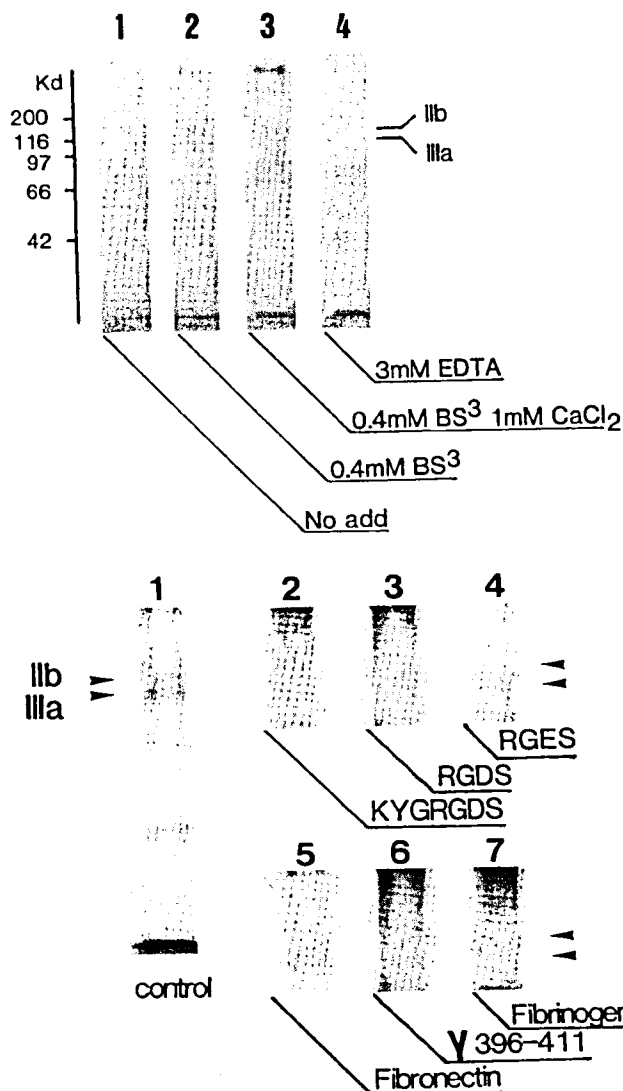 1 2 3 4
Kd
200
116
97
66
42
IIb
IIIa
3mM EDTA
0.4mM BS³ 1mM CaCl₂
0.4mM BS³
No add
1 2 3 4
IIb
IIIa
RGES
RGDS
KYGRGDS
5 6 7
control
Fibrinogen
γ 396-411
Fibronectin